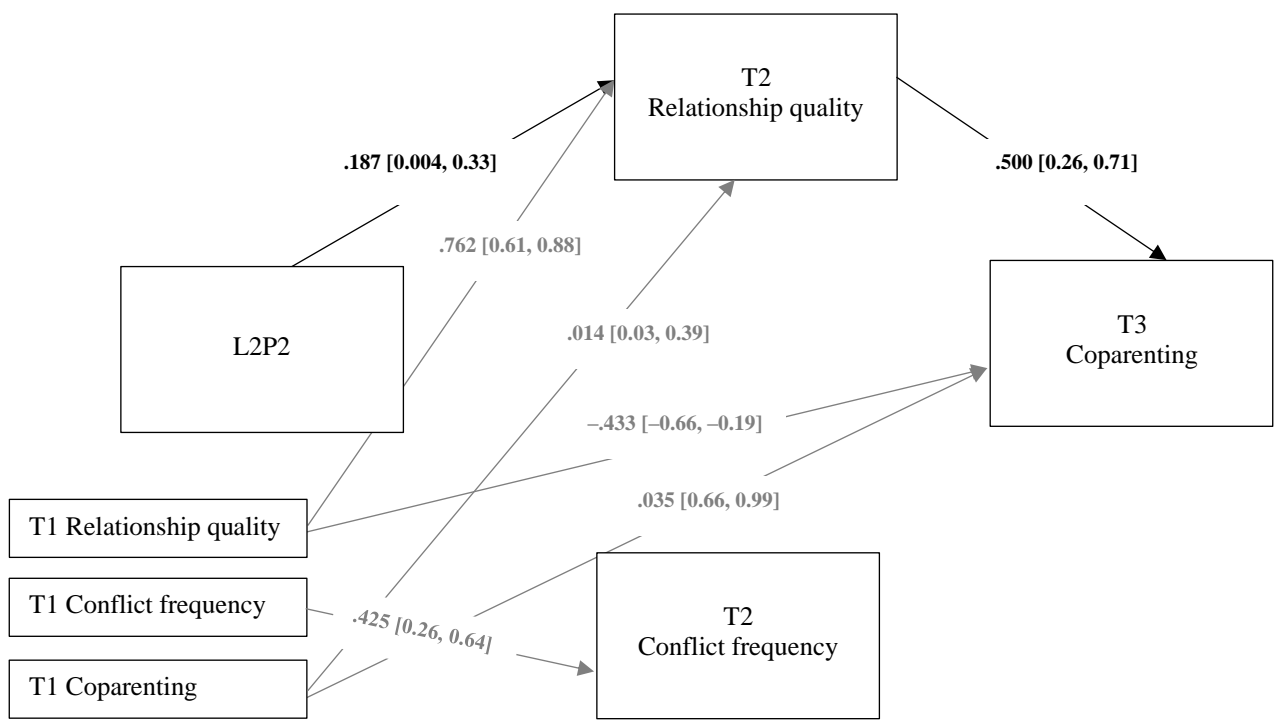 T2
Relationship quality
.187 [0.004, 0.33]
.500 [0.26, 0.71]
.762 [0.61, 0.88]
L2P2
.014 [0.03, 0.39]
T3
Coparenting
–.433 [–0.66, –0.19]
.035 [0.66, 0.99]
T1 Relationship quality
T1 Conflict frequency
.425 [0.26, 0.64]
T2
Conflict frequency
T1 Coparenting